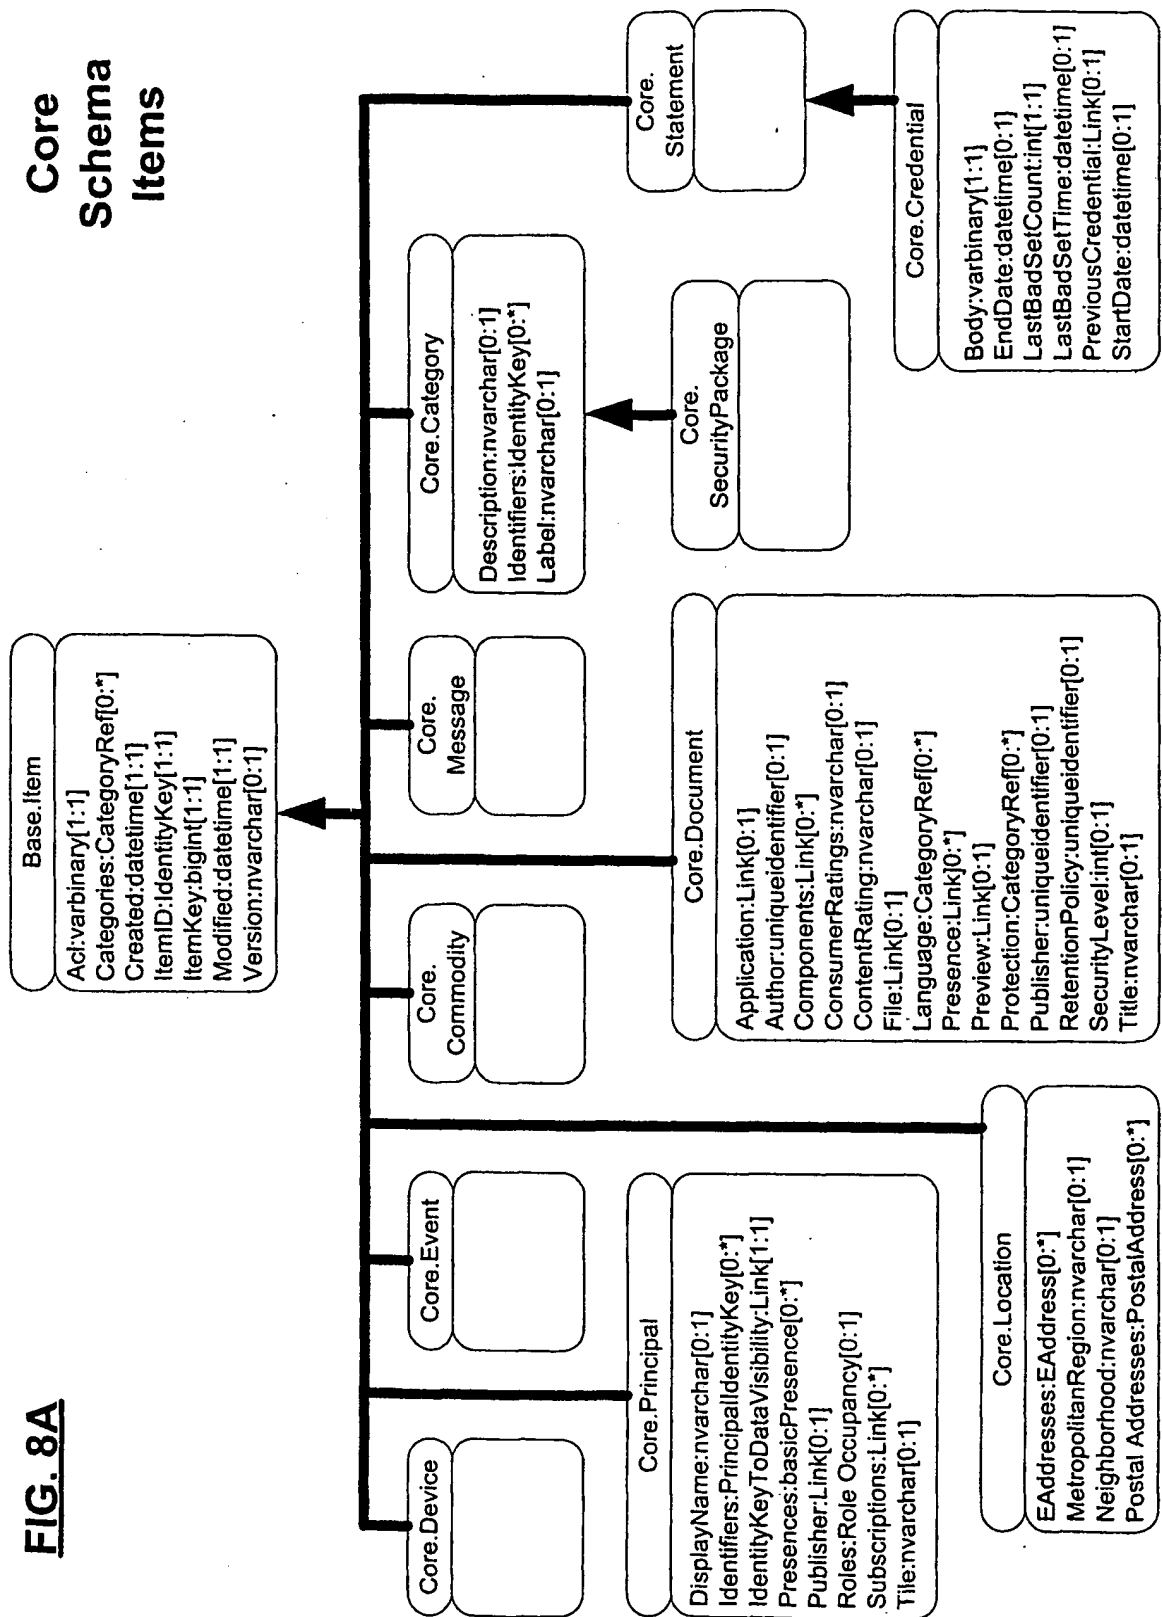 FIG. 8A
Core
Schema
Items
Base.Item
Acl:varbinary[1:1]
Categories:CategoryRef[0:*]
Created:datetime[1:1]
ItemID:IdentityKey[1:1]
ItemKey:bigint[1:1]
Modified:datetime[1:1]
Version:nvarchar[0:1]
Core.Device
Core.Event
Core.
Commodity
Core.
Message
Core.Category
Description:nvarchar[0:1]
Identifiers:IdentityKey[0:*]
Label:nvarchar[0:1]
Core.
Statement
Core.Principal
DisplayName:nvarchar[0:1]
Identifiers:PrincipalIdentityKey[0:*]
IdentityKeyToDataVisibility:Link[1:1]
Presences:basicPresence[0:*]
Publisher:Link[0:1]
Roles:Role Occupancy[0:1]
Subscriptions:Link[0:*]
Tile:nvarchar[0:1]
Core.Document
Application:Link[0:1]
Author:uniqueidentifier[0:1]
Components:Link[0:*]
ConsumerRatings:nvarchar[0:1]
ContentRating:nvarchar[0:1]
File:Link[0:1]
Language:CategoryRef[0:*]
Presence:Link[0:*]
Preview:Link[0:1]
Protection:CategoryRef[0:*]
Publisher:uniqueidentifier[0:1]
RetentionPolicy:uniqueidentifier[0:1]
SecurityLevel:int[0:1]
Title:nvarchar[0:1]
Core.
SecurityPackage
Core.Credential
Body:varbinary[1:1]
EndDate:datetime[0:1]
LastBadSetCount:int[1:1]
LastBadSetTime:datetime[0:1]
PreviousCredential:Link[0:1]
StartDate:datetime[0:1]
Core.Location
EAddresses:EAddress[0:*]
MetropolitanRegion:nvarchar[0:1]
Neighborhood:nvarchar[0:1]
Postal Addresses:PostalAddress[0:*]